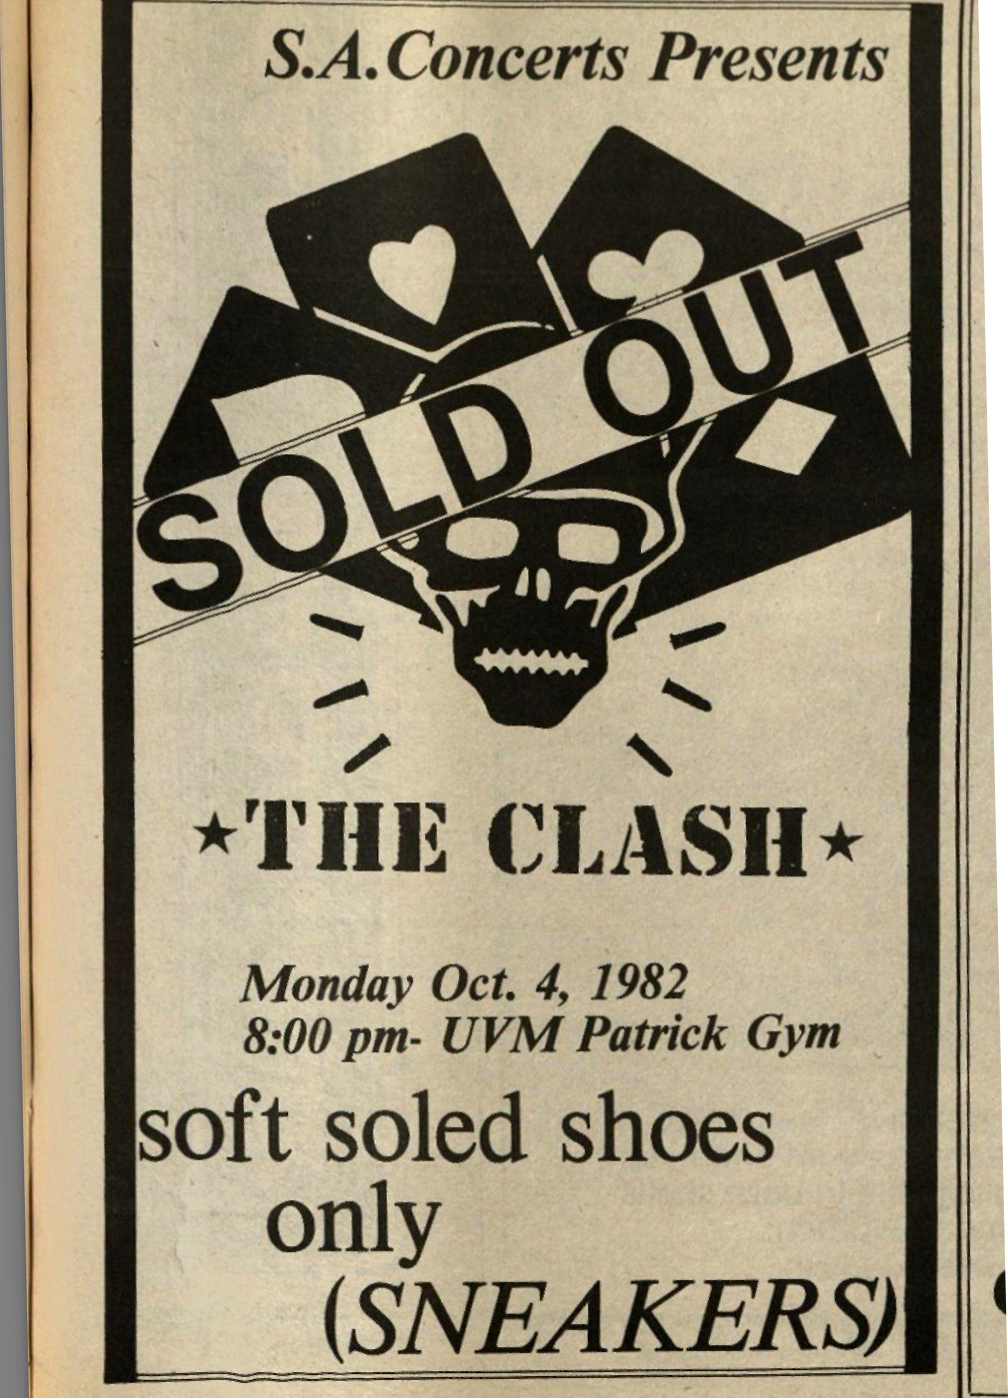 S.A. Concerts Presents
SOLD OUT
★THE CLASH★
Monday Oct. 4, 1982
8:00 pm- UVM Patrick Gym
soft soled shoes
only
(SNEAKERS)